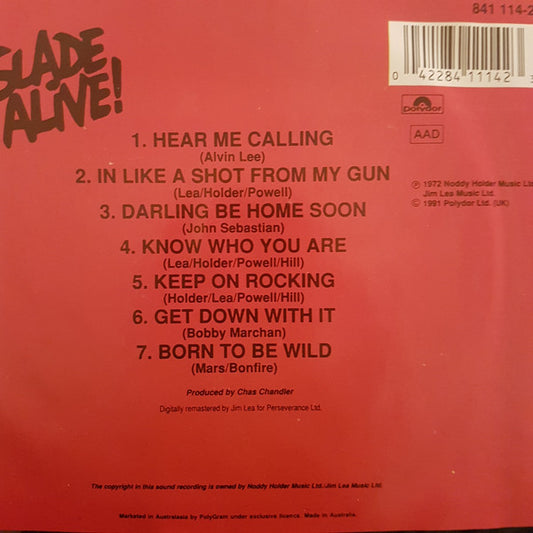 SLADE
ALIVE!
841 114-2
0 42284 11142
Polydor
AAD
1. HEAR ME CALLING
(Alvin Lee)
2. IN LIKE A SHOT FROM MY GUN
(Lea/Holder/Powell)
3. DARLING BE HOME SOON
(John Sebastian)
4. KNOW WHO YOU ARE
(Lea/Holder/Powell/Hill)
5. KEEP ON ROCKING
(Holder/Lea/Powell/Hill)
6. GET DOWN WITH IT
(Bobby Marchan)
7. BORN TO BE WILD
(Mars/Bonfire)
℗ 1972 Noddy Holder Music Ltd
Jim Lea Music Ltd.
© 1991 Polydor Ltd. (UK)
Produced by Chas Chandler
Digitally remastered by Jim Lea for Perseverance Ltd.
The copyright in this sound recording is owned by Noddy Holder Music Ltd./Jim Lea Music Ltd.
Marketed in Australasia by PolyGram under exclusive licence. Made in Australia.